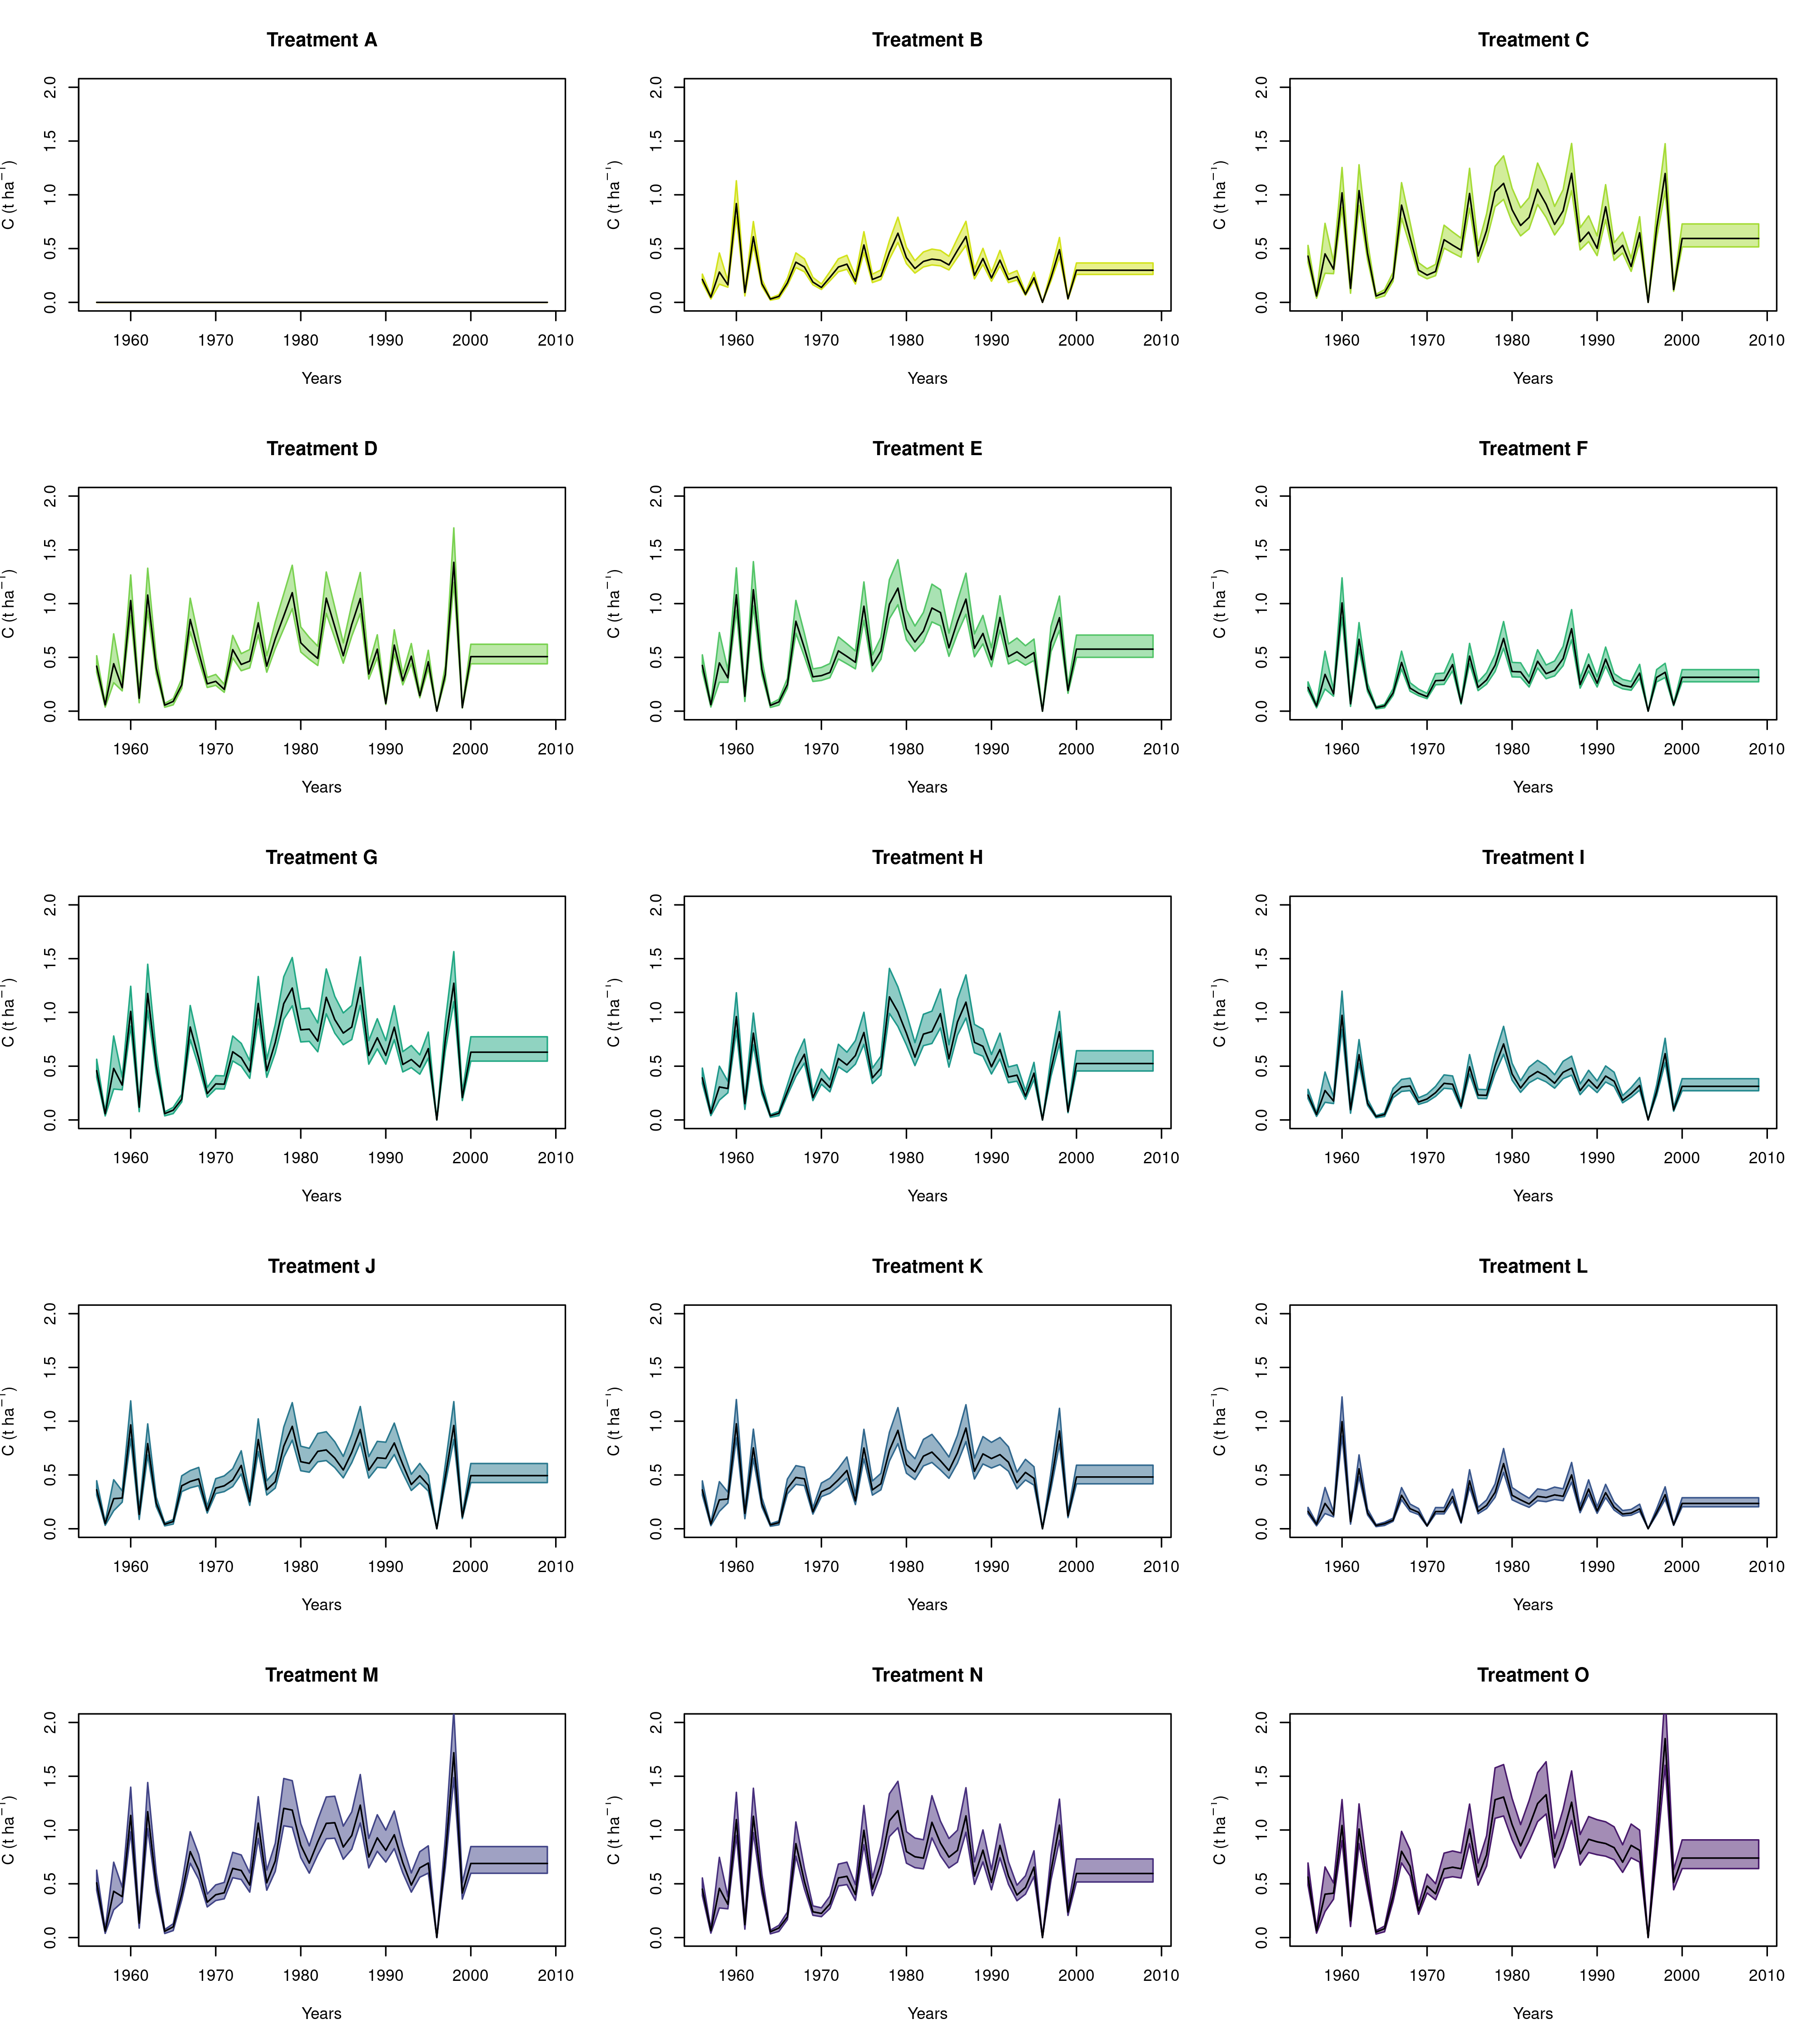 Treatment A
Treatment B
Treatment C
C (t ha⁻¹)
0.0 0.5 1.0 1.5 2.0
C (t ha⁻¹)
0.0 0.5 1.0 1.5 2.0
C (t ha⁻¹)
0.0 0.5 1.0 1.5 2.0
1960 1970 1980 1990 2000 2010
1960 1970 1980 1990 2000 2010
1960 1970 1980 1990 2000 2010
Years
Years
Years
Treatment D
Treatment E
Treatment F
C (t ha⁻¹)
0.0 0.5 1.0 1.5 2.0
C (t ha⁻¹)
0.0 0.5 1.0 1.5 2.0
C (t ha⁻¹)
0.0 0.5 1.0 1.5 2.0
1960 1970 1980 1990 2000 2010
1960 1970 1980 1990 2000 2010
1960 1970 1980 1990 2000 2010
Years
Years
Years
Treatment G
Treatment H
Treatment I
C (t ha⁻¹)
0.0 0.5 1.0 1.5 2.0
C (t ha⁻¹)
0.0 0.5 1.0 1.5 2.0
C (t ha⁻¹)
0.0 0.5 1.0 1.5 2.0
1960 1970 1980 1990 2000 2010
1960 1970 1980 1990 2000 2010
1960 1970 1980 1990 2000 2010
Years
Years
Years
Treatment J
Treatment K
Treatment L
C (t ha⁻¹)
0.0 0.5 1.0 1.5 2.0
C (t ha⁻¹)
0.0 0.5 1.0 1.5 2.0
C (t ha⁻¹)
0.0 0.5 1.0 1.5 2.0
1960 1970 1980 1990 2000 2010
1960 1970 1980 1990 2000 2010
1960 1970 1980 1990 2000 2010
Years
Years
Years
Treatment M
Treatment N
Treatment O
C (t ha⁻¹)
0.0 0.5 1.0 1.5 2.0
C (t ha⁻¹)
0.0 0.5 1.0 1.5 2.0
C (t ha⁻¹)
0.0 0.5 1.0 1.5 2.0
1960 1970 1980 1990 2000 2010
1960 1970 1980 1990 2000 2010
1960 1970 1980 1990 2000 2010
Years
Years
Years